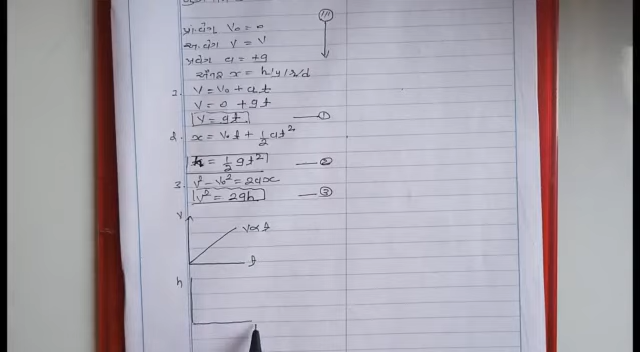 પ્રા. વેગ V₀ = 0
અં. વેગ V = V
પ્રવેગ a = +g
અંતર x = h/y/s/d
1. V = V₀ + at
V = 0 + gt
V = gt —— ①
2. x = V₀t + ½at²
h = ½gt² —— ②
3. V² - V₀² = 2ax
V² = 2gh —— ③
V
V∝t
t
h